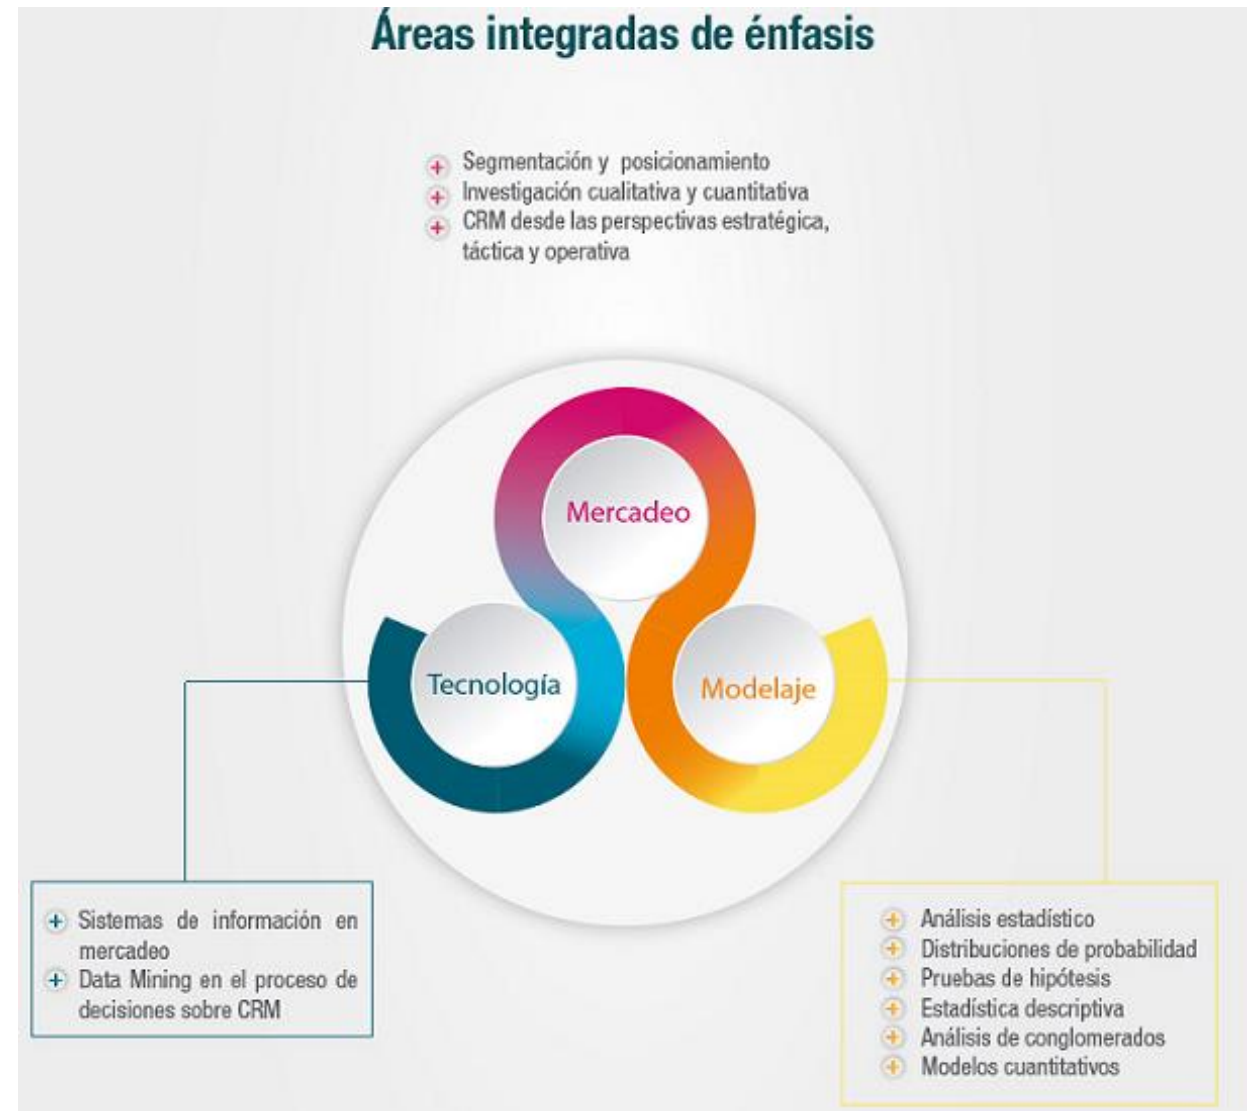 Áreas integradas de énfasis
Segmentación y posicionamiento
Investigación cualitativa y cuantitativa
CRM desde las perspectivas estratégica,
táctica y operativa
Mercadeo
Tecnología
Modelaje
Sistemas de información en
mercadeo
Data Mining en el proceso de
decisiones sobre CRM
Análisis estadístico
Distribuciones de probabilidad
Pruebas de hipótesis
Estadística descriptiva
Análisis de conglomerados
Modelos cuantitativos